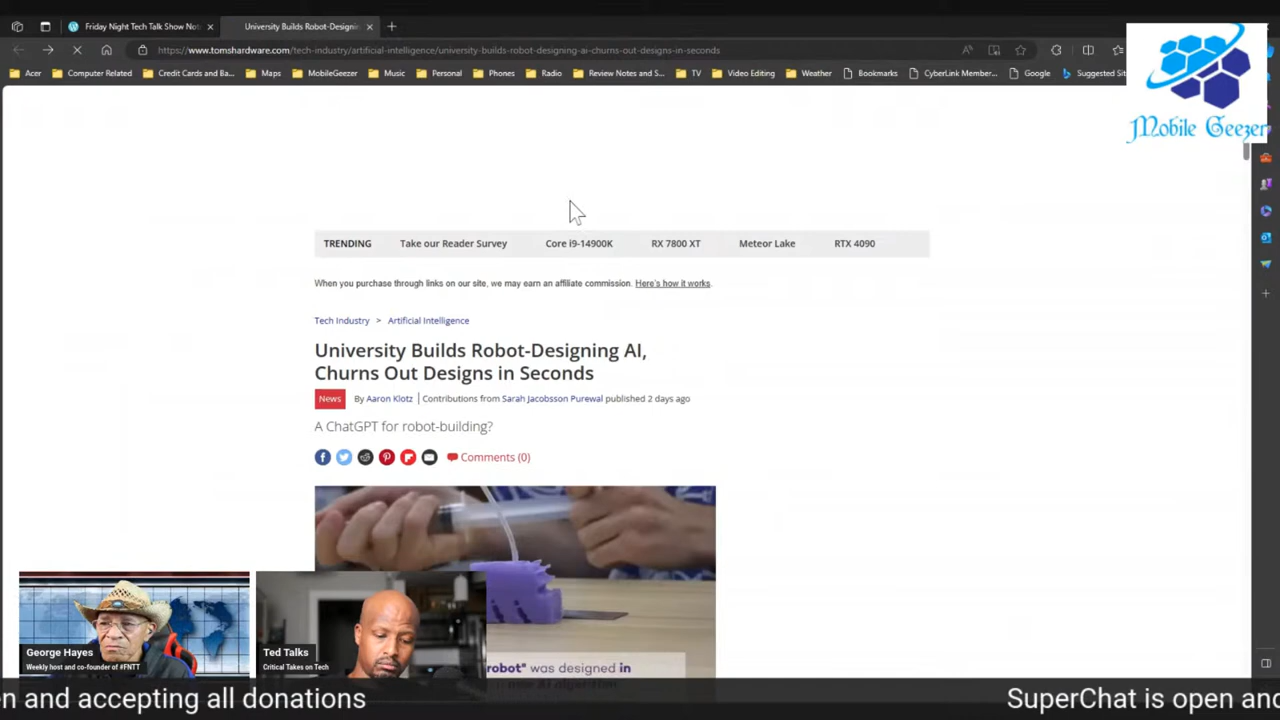 Friday Night Tech Talk Show Not
University Builds Robot-Designin
https://www.tomshardware.com/tech-industry/artificial-intelligence/university-builds-robot-designing-ai-churns-out-designs-in-seconds
Acer
Computer Related
Credit Cards and Ba...
Maps
MobileGeezer
Music
Personal
Phones
Radio
Review Notes and S...
TV
Video Editing
Weather
Bookmarks
CyberLink Member...
Google
Suggested Sit
Mobile Geezer
TRENDING Take our Reader Survey Core i9-14900K RX 7800 XT Meteor Lake RTX 4090
When you purchase through links on our site, we may earn an affiliate commission. Here's how it works.
Tech Industry > Artificial Intelligence
University Builds Robot-Designing AI,
Churns Out Designs in Seconds
News By Aaron Klotz | Contributions from Sarah Jacobsson Purewal published 2 days ago
A ChatGPT for robot-building?
Comments (0)
robot" was designed in
George Hayes
Weekly host and co-founder of #FNTT
Ted Talks
Critical Takes on Tech
n and accepting all donations
SuperChat is open and